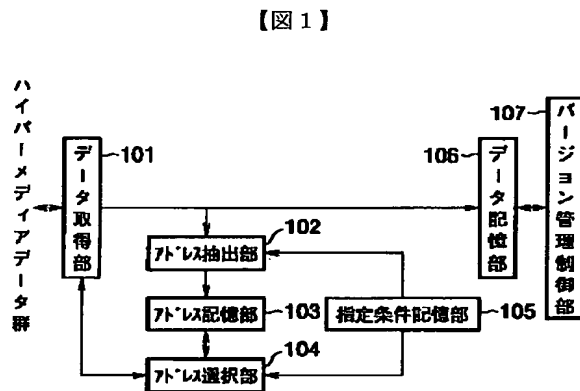 【図1】
ハイパーメディアデータ群
データ取得部
101
アドレス抽出部
102
アドレス記憶部
103
アドレス選択部
104
指定条件記憶部
105
データ記憶部
106
バージョン管理制御部
107